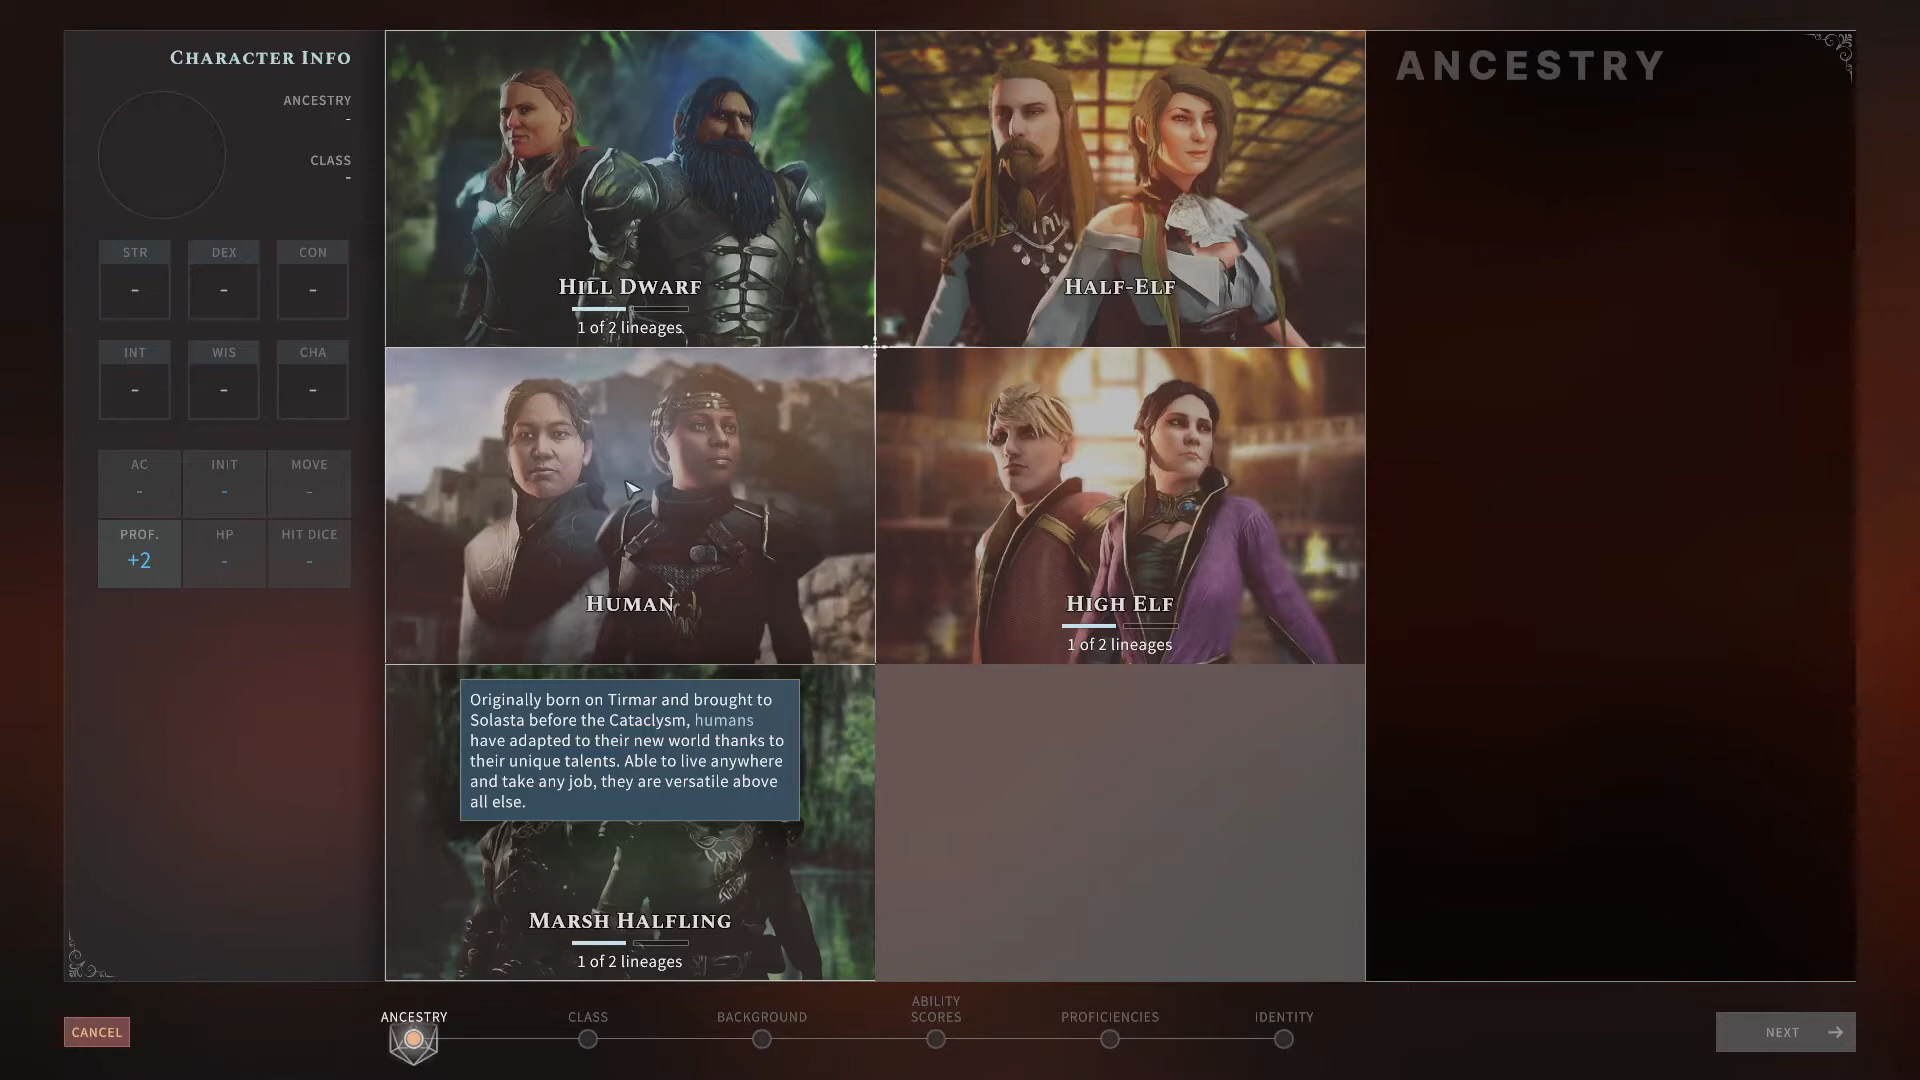 CHARACTER INFO
ANCESTRY
-
CLASS
-
STR DEX CON
- - -
INT WIS CHA
- - -
AC INIT MOVE
- - -
PROF. HP HIT DICE
+2 - -
HILL DWARF
1 of 2 lineages
HALF-ELF
HUMAN
HIGH ELF
1 of 2 lineages
Originally born on Tirmar and brought to
Solasta before the Cataclysm, humans
have adapted to their new world thanks to
their unique talents. Able to live anywhere
and take any job, they are versatile above
all else.
MARSH HALFLING
1 of 2 lineages
ANCESTRY
CANCEL
ANCESTRY
CLASS
BACKGROUND
ABILITY
SCORES
PROFICIENCIES
IDENTITY
NEXT →